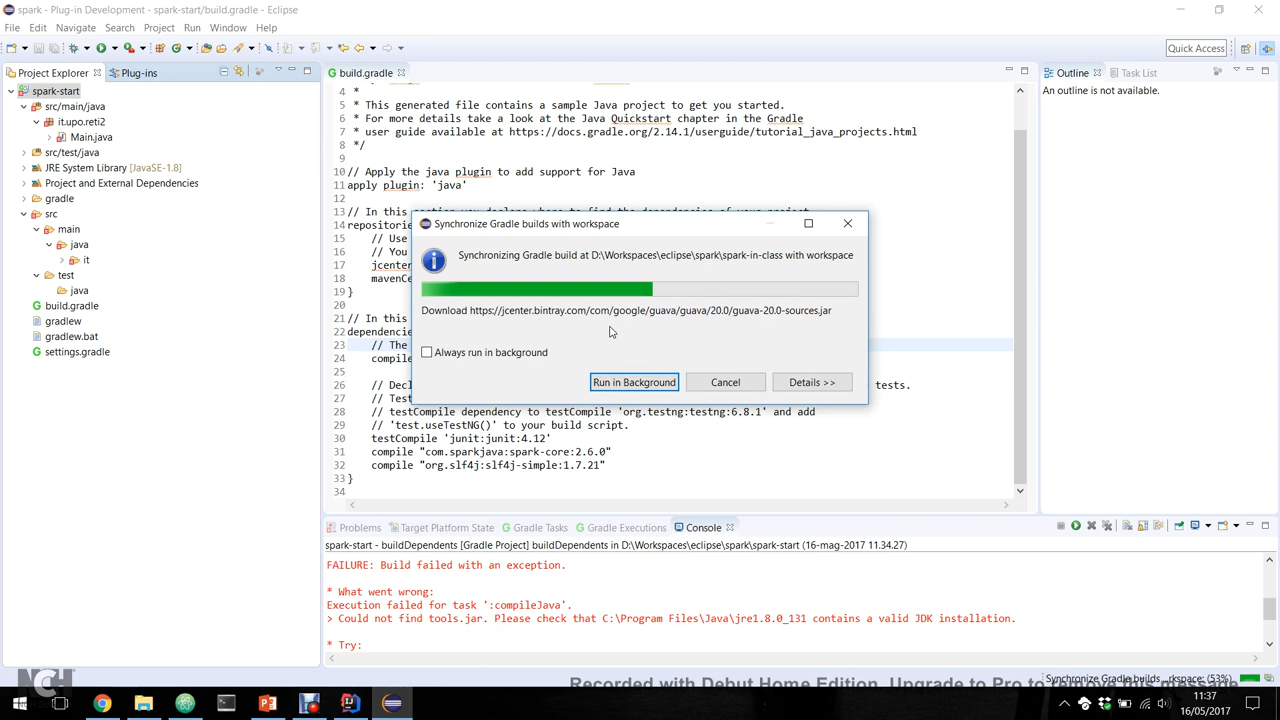 spark - Plug-in Development - spark-start/build.gradle - Eclipse
File Edit Navigate Search Project Run Window Help
Quick Access
Project Explorer
Plug-ins
spark-start
src/main/java
it.upo.reti2
Main.java
src/test/java
JRE System Library [JavaSE-1.8]
Project and External Dependencies
gradle
src
main
java
it
test
java
build.gradle
gradlew
gradlew.bat
settings.gradle
build.gradle
4 *
5 * This generated file contains a sample Java project to get you started.
6 * For more details take a look at the Java Quickstart chapter in the Gradle
7 * user guide available at https://docs.gradle.org/2.14.1/userguide/tutorial_java_projects.html
8 */
9
10 // Apply the java plugin to add support for Java
11 apply plugin: 'java'
12
13 // In this section you declare where to find the dependencies of your project
14 repositorie
15 // Use
16 // You
17 jcenter
18 mavenCe
19 }
20
21 // In this
22 dependencie
23 // The
24 compile
25
26 // Decl
27 // Test
28 // testCompile dependency to testCompile 'org.testng:testng:6.8.1' and add
29 // 'test.useTestNG()' to your build script.
30 testCompile 'junit:junit:4.12'
31 compile "com.sparkjava:spark-core:2.6.0"
32 compile "org.slf4j:slf4j-simple:1.7.21"
33 }
34
tests.
Synchronize Gradle builds with workspace
Synchronizing Gradle build at D:\Workspaces\eclipse\spark\spark-in-class with workspace
Download https://jcenter.bintray.com/com/google/guava/guava/20.0/guava-20.0-sources.jar
Always run in background
Run in Background
Cancel
Details >>
Outline
Task List
An outline is not available.
Problems Target Platform State Gradle Tasks Gradle Executions Console
spark-start - buildDependents [Gradle Project] buildDependents in D:\Workspaces\eclipse\spark\spark-start (16-mag-2017 11.34.27)
FAILURE: Build failed with an exception.
* What went wrong:
Execution failed for task ':compileJava'.
> Could not find tools.jar. Please check that C:\Program Files\Java\jre1.8.0_131 contains a valid JDK installation.
* Try:
NCH
Recorded with Debut Home Edition. Upgrade to Pro to
Synchronize Gradle builds ...rkspace: (53%)
11:37
16/05/2017